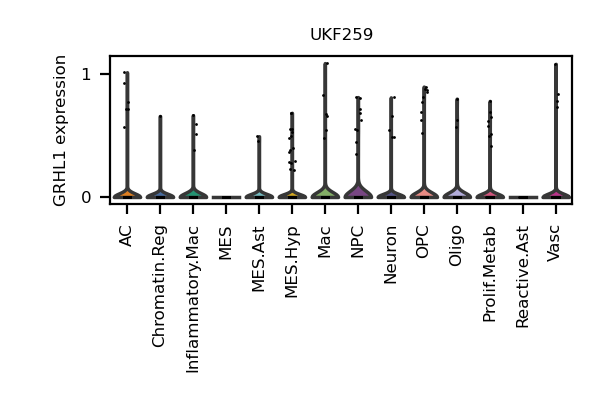 UKF259
GRHL1 expression
1
0
AC
Chromatin.Reg
Inflammatory.Mac
MES
MES.Ast
MES.Hyp
Mac
NPC
Neuron
OPC
Oligo
Prolif.Metab
Reactive.Ast
Vasc